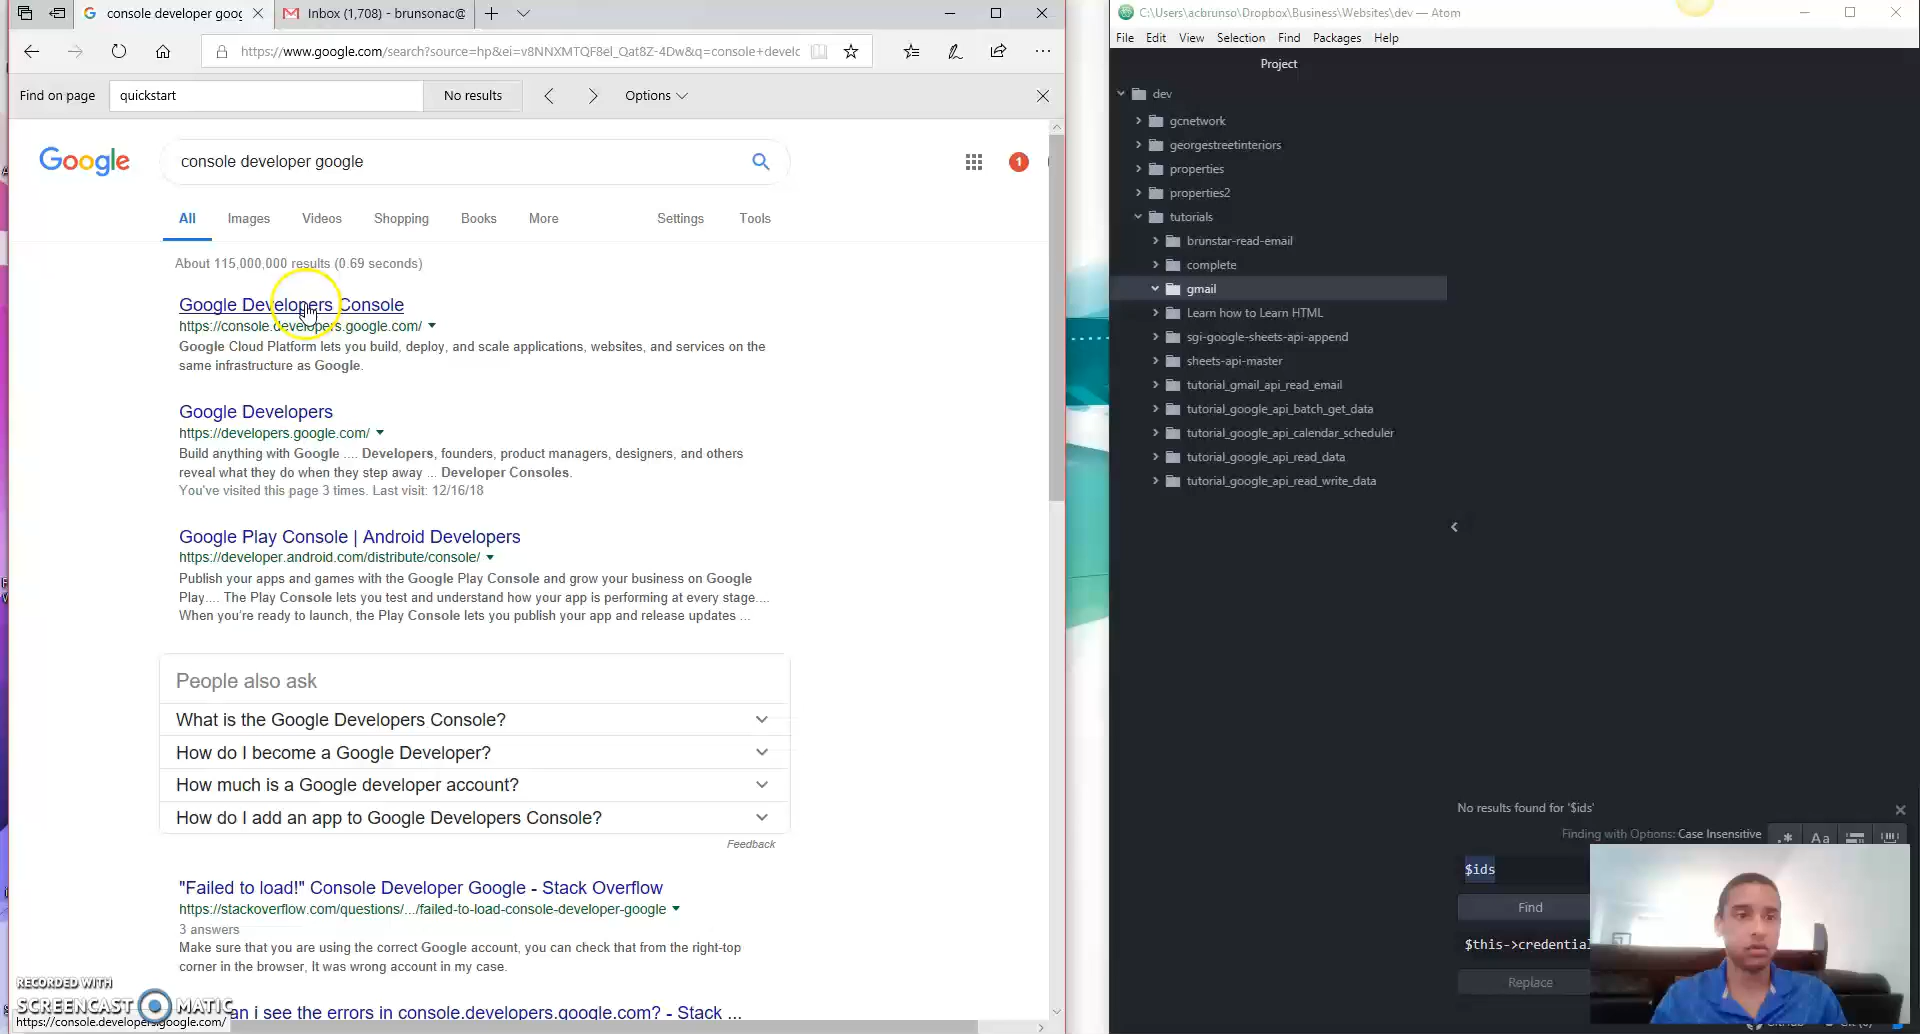 console developer goog
Inbox (1,708) - brunsonac@
https://www.google.com/search?source=hp&ei=v8NNXMTQF8el_Qat8Z-4Dw&q=console+develc
Find on page
quickstart
No results
Options
Google
console developer google
1
All
Images
Videos
Shopping
Books
More
Settings
Tools
About 115,000,000 results (0.69 seconds)
Google Developers Console
https://console.developers.google.com/
Google Cloud Platform lets you build, deploy, and scale applications, websites, and services on the
same infrastructure as Google.
Google Developers
https://developers.google.com/
Build anything with Google .... Developers, founders, product managers, designers, and others
reveal what they do when they step away ... Developer Consoles.
You've visited this page 3 times. Last visit: 12/16/18
Google Play Console | Android Developers
https://developer.android.com/distribute/console/
Publish your apps and games with the Google Play Console and grow your business on Google
Play.... The Play Console lets you test and understand how your app is performing at every stage....
When you're ready to launch, the Play Console lets you publish your app and release updates ...
People also ask
What is the Google Developers Console?
How do I become a Google Developer?
How much is a Google developer account?
How do I add an app to Google Developers Console?
Feedback
"Failed to load!" Console Developer Google - Stack Overflow
https://stackoverflow.com/questions/.../failed-to-load-console-developer-google
3 answers
Make sure that you are using the correct Google account, you can check that from the right-top
corner in the browser, It was wrong account in my case.
an i see the errors in console.developers.google.com? - Stack ...
RECORDED WITH
SCREENCAST MATIC
https://console.developers.google.com/
C:\Users\acbrunso\Dropbox\Business\Websites\dev — Atom
File Edit View Selection Find Packages Help
Project
dev
gcnetwork
georgestreetinteriors
properties
properties2
tutorials
brunstar-read-email
complete
gmail
Learn how to Learn HTML
sgi-google-sheets-api-append
sheets-api-master
tutorial_gmail_api_read_email
tutorial_google_api_batch_get_data
tutorial_google_api_calendar_scheduler
tutorial_google_api_read_data
tutorial_google_api_read_write_data
No results found for '$ids'
Finding with Options: Case Insensitive
.* Aa
$ids
Find
$this->credential
Replace